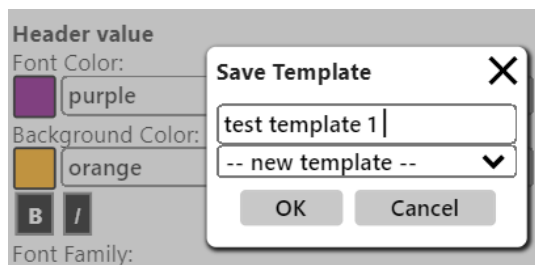 Header value
Font Color:
purple
Background Color:
orange
B I
Font Family:
Save Template
test template 1
-- new template --
OK Cancel